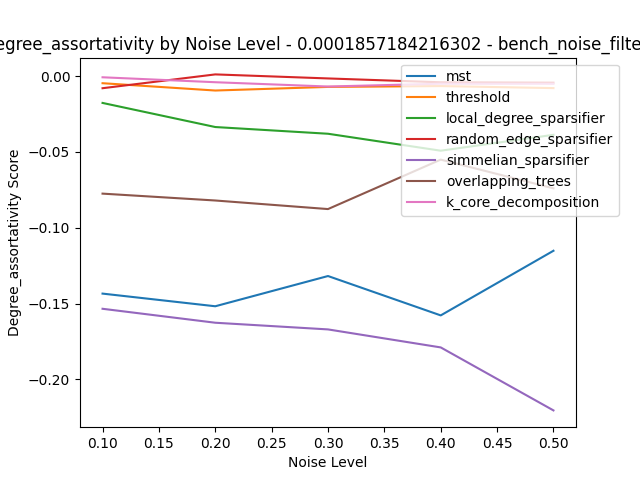 egree_assortativity by Noise Level - 0.0001857184216302 - bench_noise_filte
0.00
−0.05
−0.10
−0.15
−0.20
Degree_assortativity Score
mst
threshold
local_degree_sparsifier
random_edge_sparsifier
simmelian_sparsifier
overlapping_trees
k_core_decomposition
0.10 0.15 0.20 0.25 0.30 0.35 0.40 0.45 0.50
Noise Level